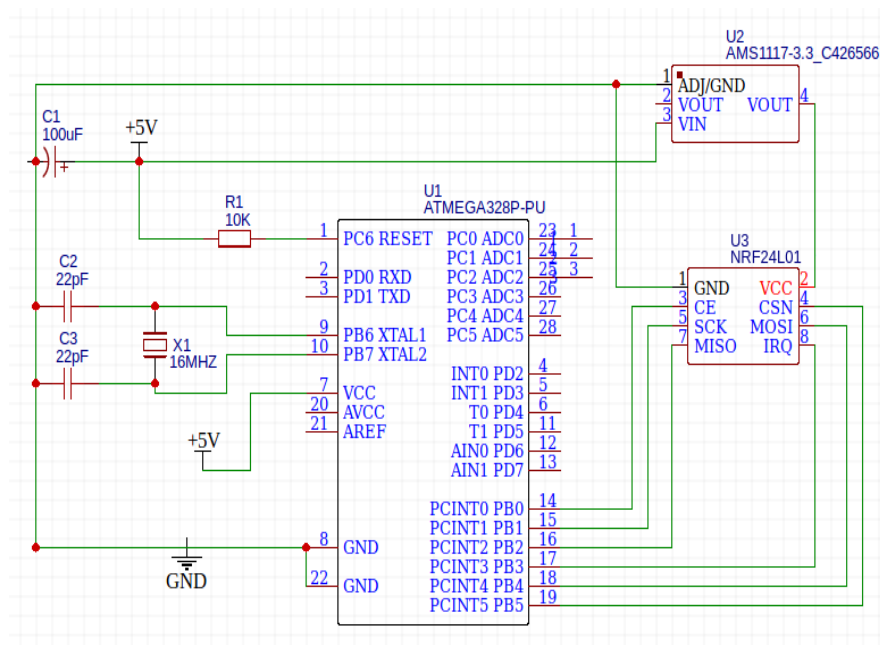 U2
AMS1117-3.3_C426566
1 ADJ/GND
2 VOUT VOUT 4
3 VIN
C1
100uF
+
+5V
R1
10K
U1
ATMEGA328P-PU
1 PC6 RESET PC0 ADC0 23 1
PC1 ADC1 24 2
2 PD0 RXD PC2 ADC2 25 3
3 PD1 TXD PC3 ADC3 26
PC4 ADC4 27
9 PB6 XTAL1 PC5 ADC5 28
10 PB7 XTAL2
INT0 PD2 4
7 VCC INT1 PD3 5
20 AVCC T0 PD4 6
21 AREF T1 PD5 11
AIN0 PD6 12
AIN1 PD7 13
PCINT0 PB0 14
PCINT1 PB1 15
8 GND PCINT2 PB2 16
PCINT3 PB3 17
22 GND PCINT4 PB4 18
PCINT5 PB5 19
1
2
3
U3
NRF24L01
1 GND VCC 2
3 CE CSN 4
5 SCK MOSI 6
7 MISO IRQ 8
C2
22pF
C3
22pF
X1
16MHZ
+5V
GND